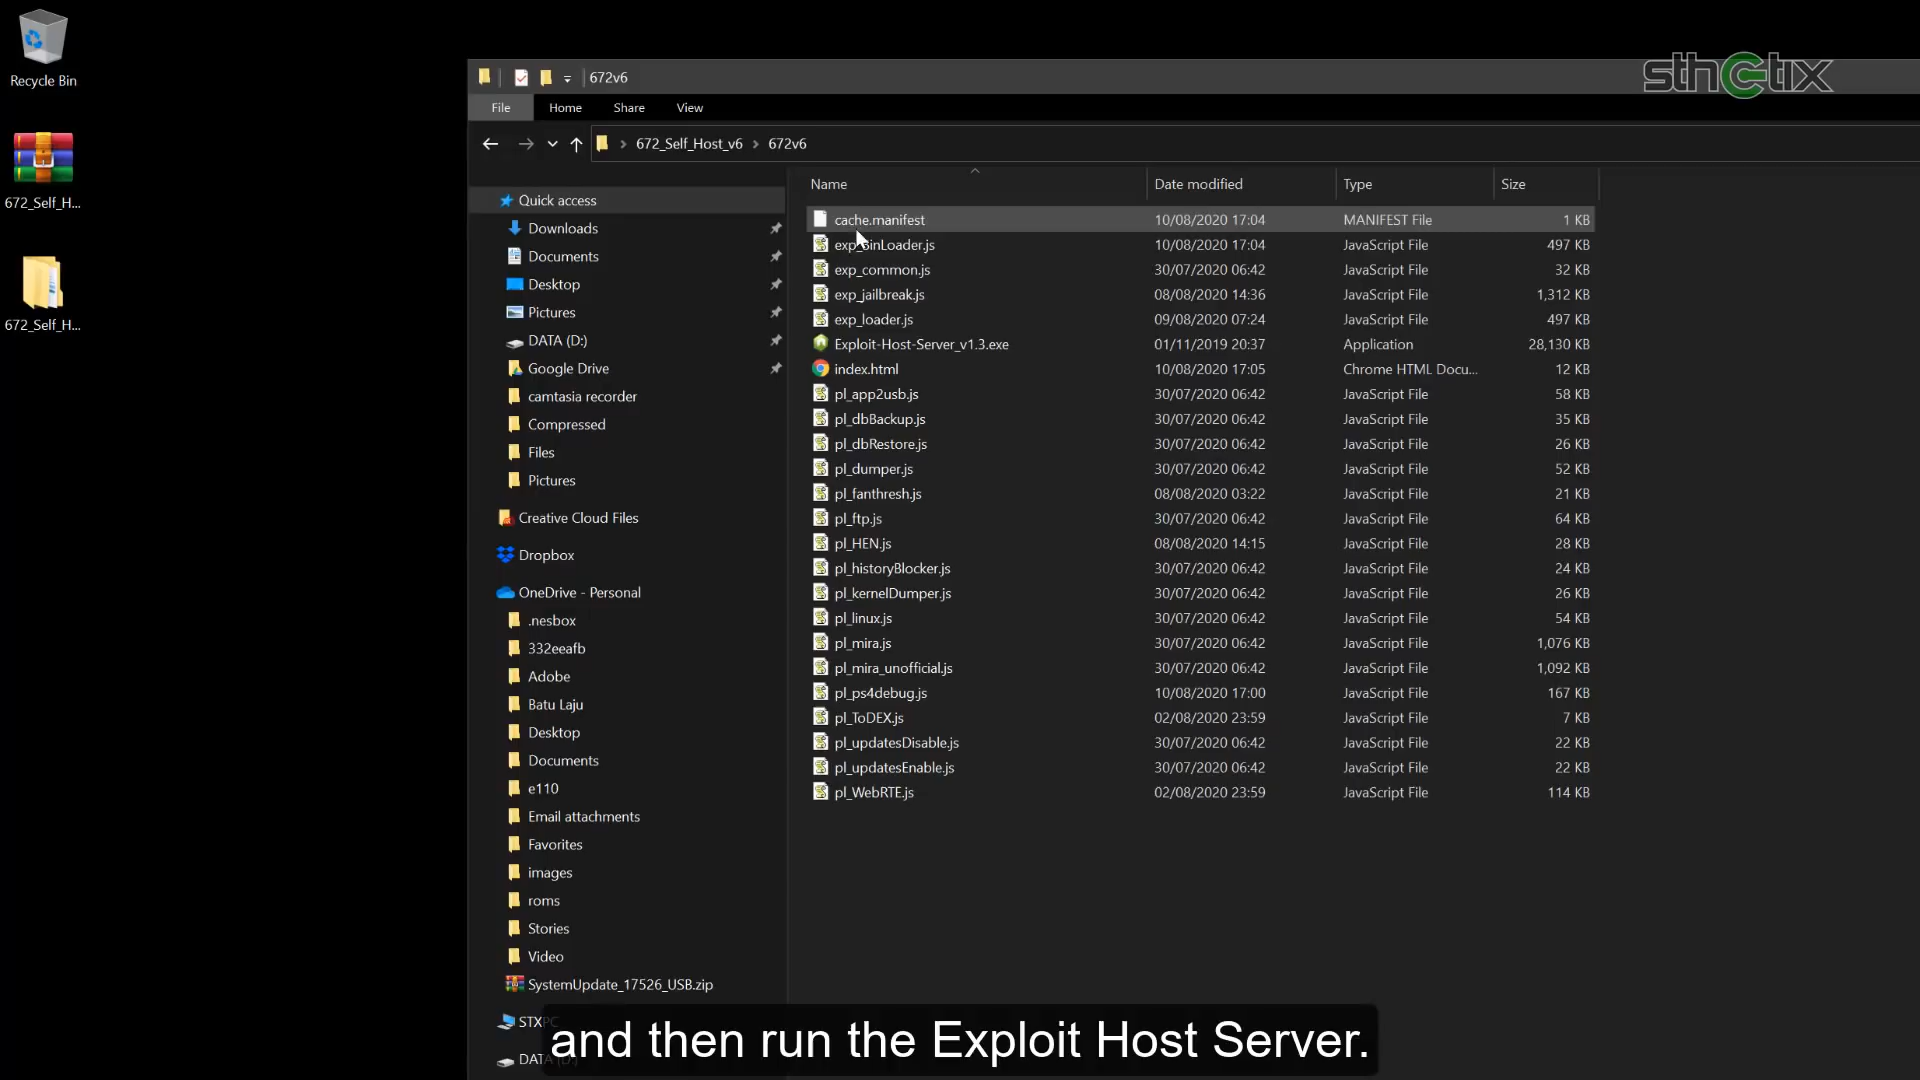 Recycle Bin
672_Self_H...
672_Self_H...
672v6
sthetix
File Home Share View
672_Self_Host_v6 672v6
Name Date modified Type Size
Quick access
Downloads
Documents
Desktop
Pictures
DATA (D:)
Google Drive
camtasia recorder
Compressed
Files
Pictures
Creative Cloud Files
Dropbox
OneDrive - Personal
.nesbox
332eeafb
Adobe
Batu Laju
Desktop
Documents
e110
Email attachments
Favorites
images
roms
Stories
Video
SystemUpdate_17526_USB.zip
STXPC
DATA (D:)
cache.manifest 10/08/2020 17:04 MANIFEST File 1 KB
exp_BinLoader.js 10/08/2020 17:04 JavaScript File 497 KB
exp_common.js 30/07/2020 06:42 JavaScript File 32 KB
exp_jailbreak.js 08/08/2020 14:36 JavaScript File 1,312 KB
exp_loader.js 09/08/2020 07:24 JavaScript File 497 KB
Exploit-Host-Server_v1.3.exe 01/11/2019 20:37 Application 28,130 KB
index.html 10/08/2020 17:05 Chrome HTML Docu... 12 KB
pl_app2usb.js 30/07/2020 06:42 JavaScript File 58 KB
pl_dbBackup.js 30/07/2020 06:42 JavaScript File 35 KB
pl_dbRestore.js 30/07/2020 06:42 JavaScript File 26 KB
pl_dumper.js 30/07/2020 06:42 JavaScript File 52 KB
pl_fanthresh.js 08/08/2020 03:22 JavaScript File 21 KB
pl_ftp.js 30/07/2020 06:42 JavaScript File 64 KB
pl_HEN.js 08/08/2020 14:15 JavaScript File 28 KB
pl_historyBlocker.js 30/07/2020 06:42 JavaScript File 24 KB
pl_kernelDumper.js 30/07/2020 06:42 JavaScript File 26 KB
pl_linux.js 30/07/2020 06:42 JavaScript File 54 KB
pl_mira.js 30/07/2020 06:42 JavaScript File 1,076 KB
pl_mira_unofficial.js 30/07/2020 06:42 JavaScript File 1,092 KB
pl_ps4debug.js 10/08/2020 17:00 JavaScript File 167 KB
pl_ToDEX.js 02/08/2020 23:59 JavaScript File 7 KB
pl_updatesDisable.js 30/07/2020 06:42 JavaScript File 22 KB
pl_updatesEnable.js 30/07/2020 06:42 JavaScript File 22 KB
pl_WebRTE.js 02/08/2020 23:59 JavaScript File 114 KB
and then run the Exploit Host Server.